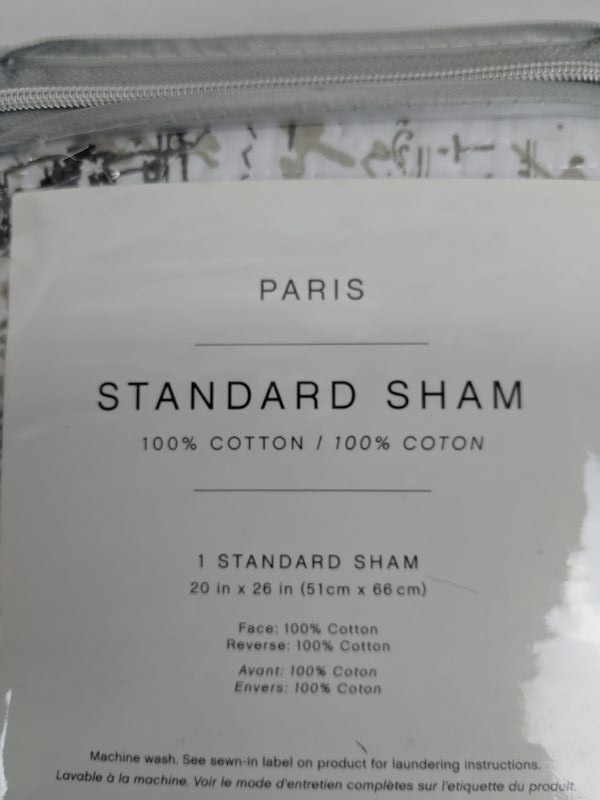 PARIS
STANDARD SHAM
100% COTTON / 100% COTON
1 STANDARD SHAM
20 in x 26 in (51cm x 66cm)
Face: 100% Cotton
Reverse: 100% Cotton
Avant: 100% Coton
Envers: 100% Coton
Machine wash. See sewn-in label on product for laundering instructions.
Lavable à la machine. Voir le mode d'entretien complètes sur l'etiquette du produit.